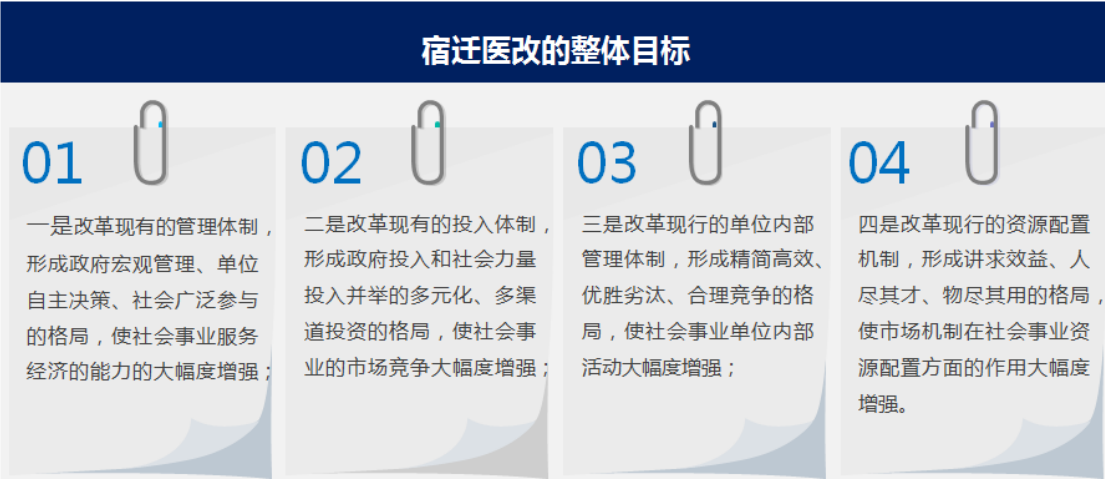 宿迁医改的整体目标
01
一是改革现有的管理体制，
形成政府宏观管理、单位
自主决策、社会广泛参与
的格局，使社会事业服务
经济的能力的大幅度增强；
02
二是改革现有的投入体制，
形成政府投入和社会力量
投入并举的多元化、多渠
道投资的格局，使社会事
业的市场竞争大幅度增强；
03
三是改革现行的单位内部
管理体制，形成精简高效、
优胜劣汰、合理竞争的格
局，使社会事业单位内部
活动大幅度增强；
04
四是改革现行的资源配置
机制，形成讲求效益、人
尽其才、物尽其用的格局，
使市场机制在社会事业资
源配置方面的作用大幅度
增强。